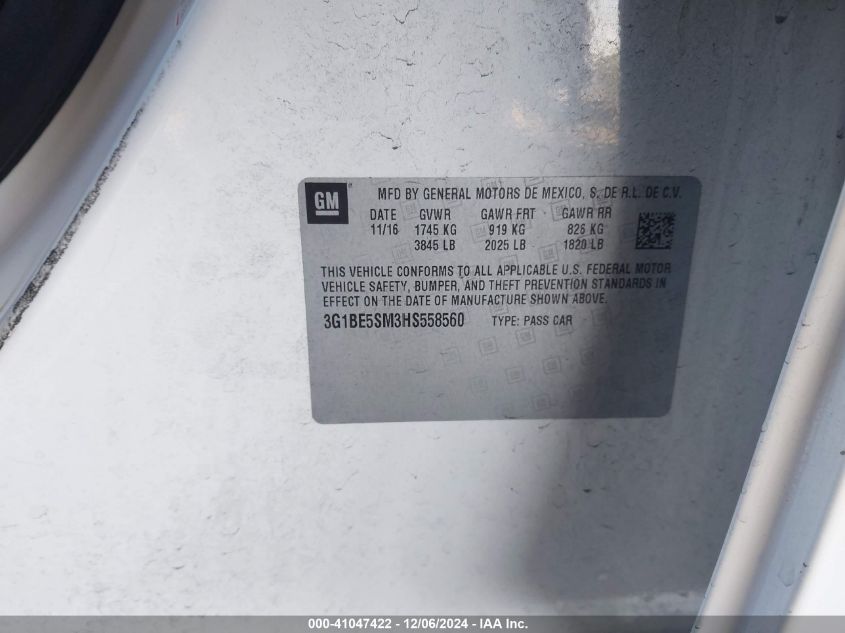 GM
MFD BY GENERAL MOTORS DE MEXICO, S. DE R.L. DE C.V.
DATE GVWR GAWR FRT GAWR RR
11/16 1745 KG 919 KG 826 KG
3845 LB 2025 LB 1820 LB
THIS VEHICLE CONFORMS TO ALL APPLICABLE U.S. FEDERAL MOTOR
VEHICLE SAFETY, BUMPER, AND THEFT PREVENTION STANDARDS IN
EFFECT ON THE DATE OF MANUFACTURE SHOWN ABOVE.
3G1BE5SM3HS558560 TYPE: PASS CAR
000-41047422 - 12/06/2024 - IAA Inc.